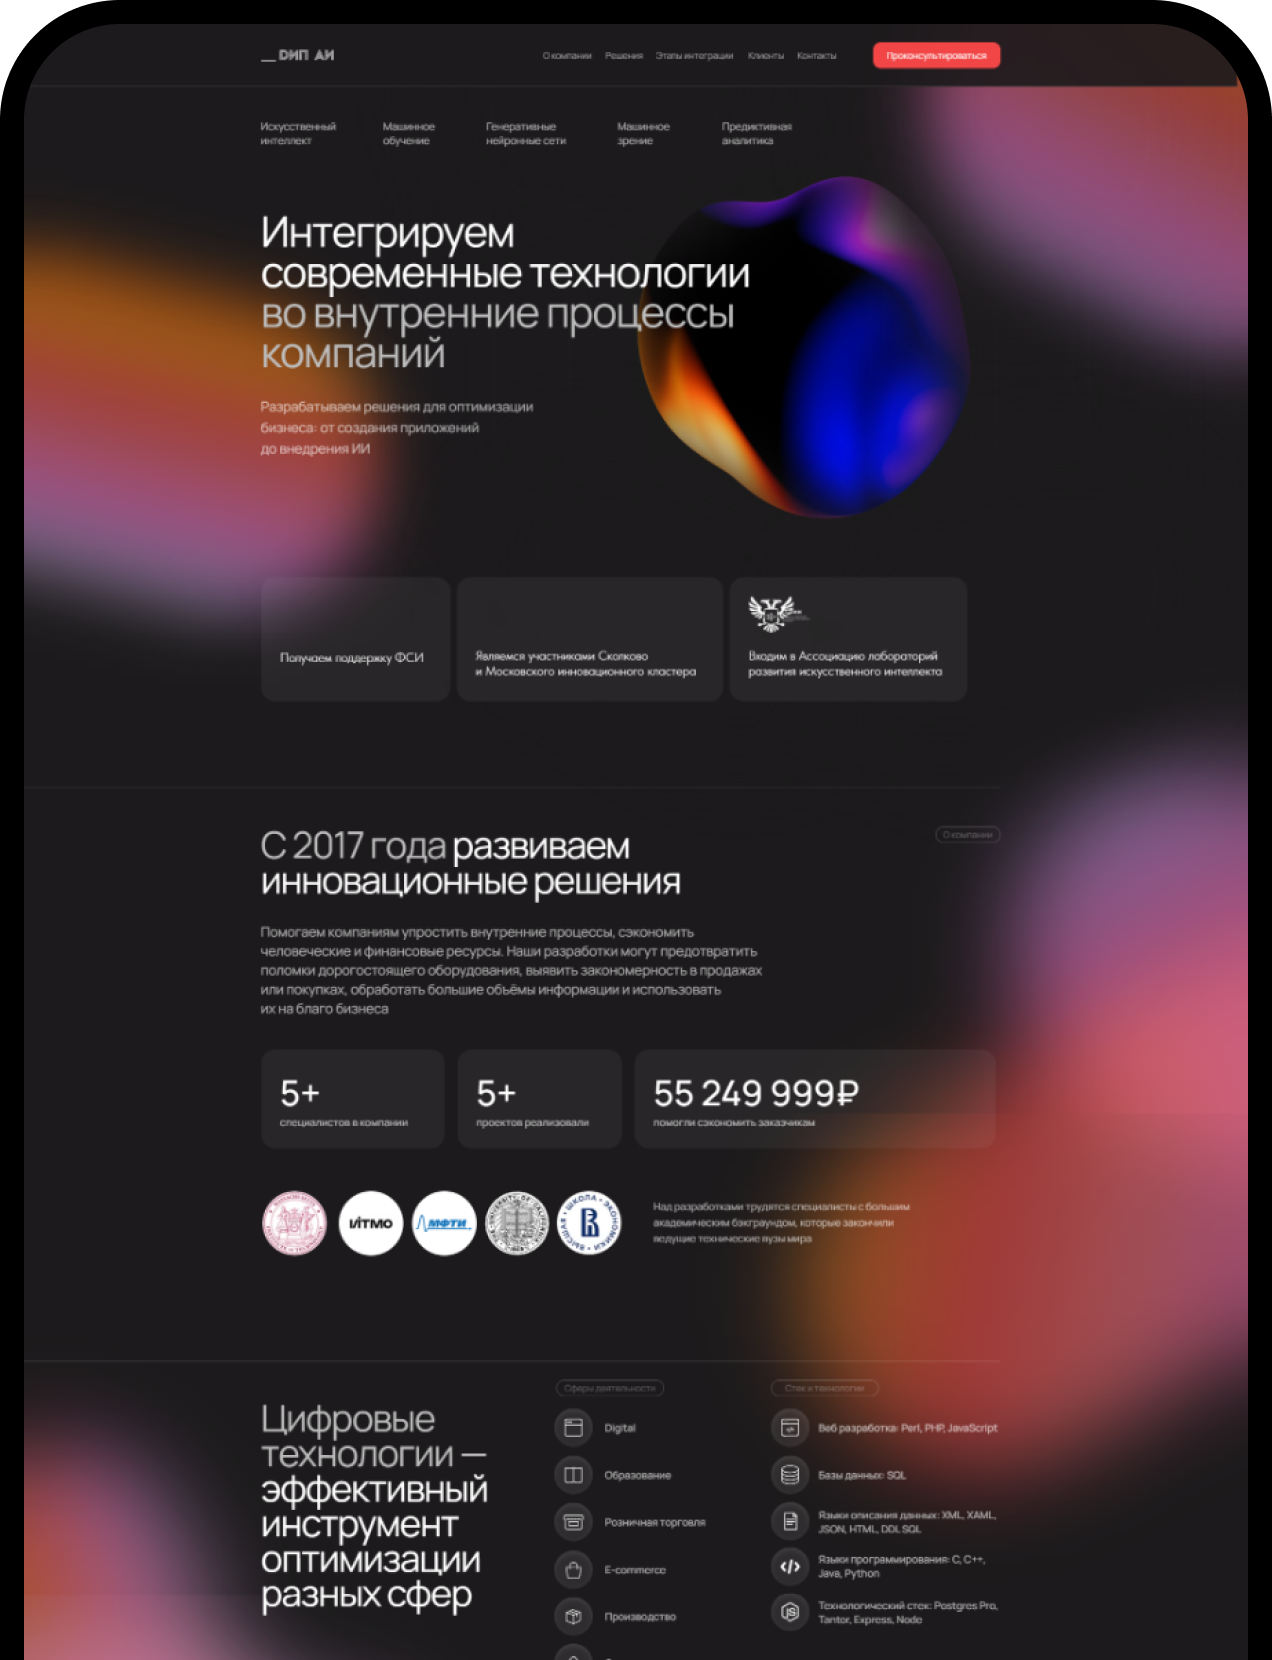 __ DИП АИ
О компании Решения Этапы интеграции Клиенты Контакты
Проконсультироваться
Искусственный
интеллект
Машинное
обучение
Генеративные
нейронные сети
Машинное
зрение
Предиктивная
аналитика
Интегрируем
современные технологии
во внутренние процессы
компаний
Разрабатываем решения для оптимизации
бизнеса: от создания приложений
до внедрения ИИ
Получаем поддержку ФСИ
Являемся участниками Сколково
и Московского инновационного кластера
Входим в Ассоциацию лабораторий
развития искусственного интеллекта
О компании
С 2017 года развиваем
инновационные решения
Помогаем компаниям упростить внутренние процессы, сэкономить
человеческие и финансовые ресурсы. Наши разработки могут предотвратить
поломки дорогостоящего оборудования, выявить закономерность в продажах
или покупках, обработать большие объёмы информации и использовать
их на благо бизнеса
5+
специалистов в компании
5+
проектов реализовали
55 249 999₽
помогли сэкономить заказчикам
ИТМО
МФТИ
ВЫСШАЯ • ШКОЛА • ЭКОНОМИКИ
Над разработками трудятся специалисты с большим
академическим бэкграундом, которые закончили
ведущие технические вузы мира
Цифровые
технологии —
эффективный
инструмент
оптимизации
разных сфер
Сферы деятельности
Digital
Образование
Розничная торговля
E-commerce
Производство
Стек и технологии
Веб разработка: Perl, PHP, JavaScript
Базы данных: SQL
Языки описания данных: XML, XAML,
JSON, HTML, DDL SQL
Языки программирования: C, C++,
Java, Python
Технологический стек: Postgres Pro,
Tantor, Express, Node